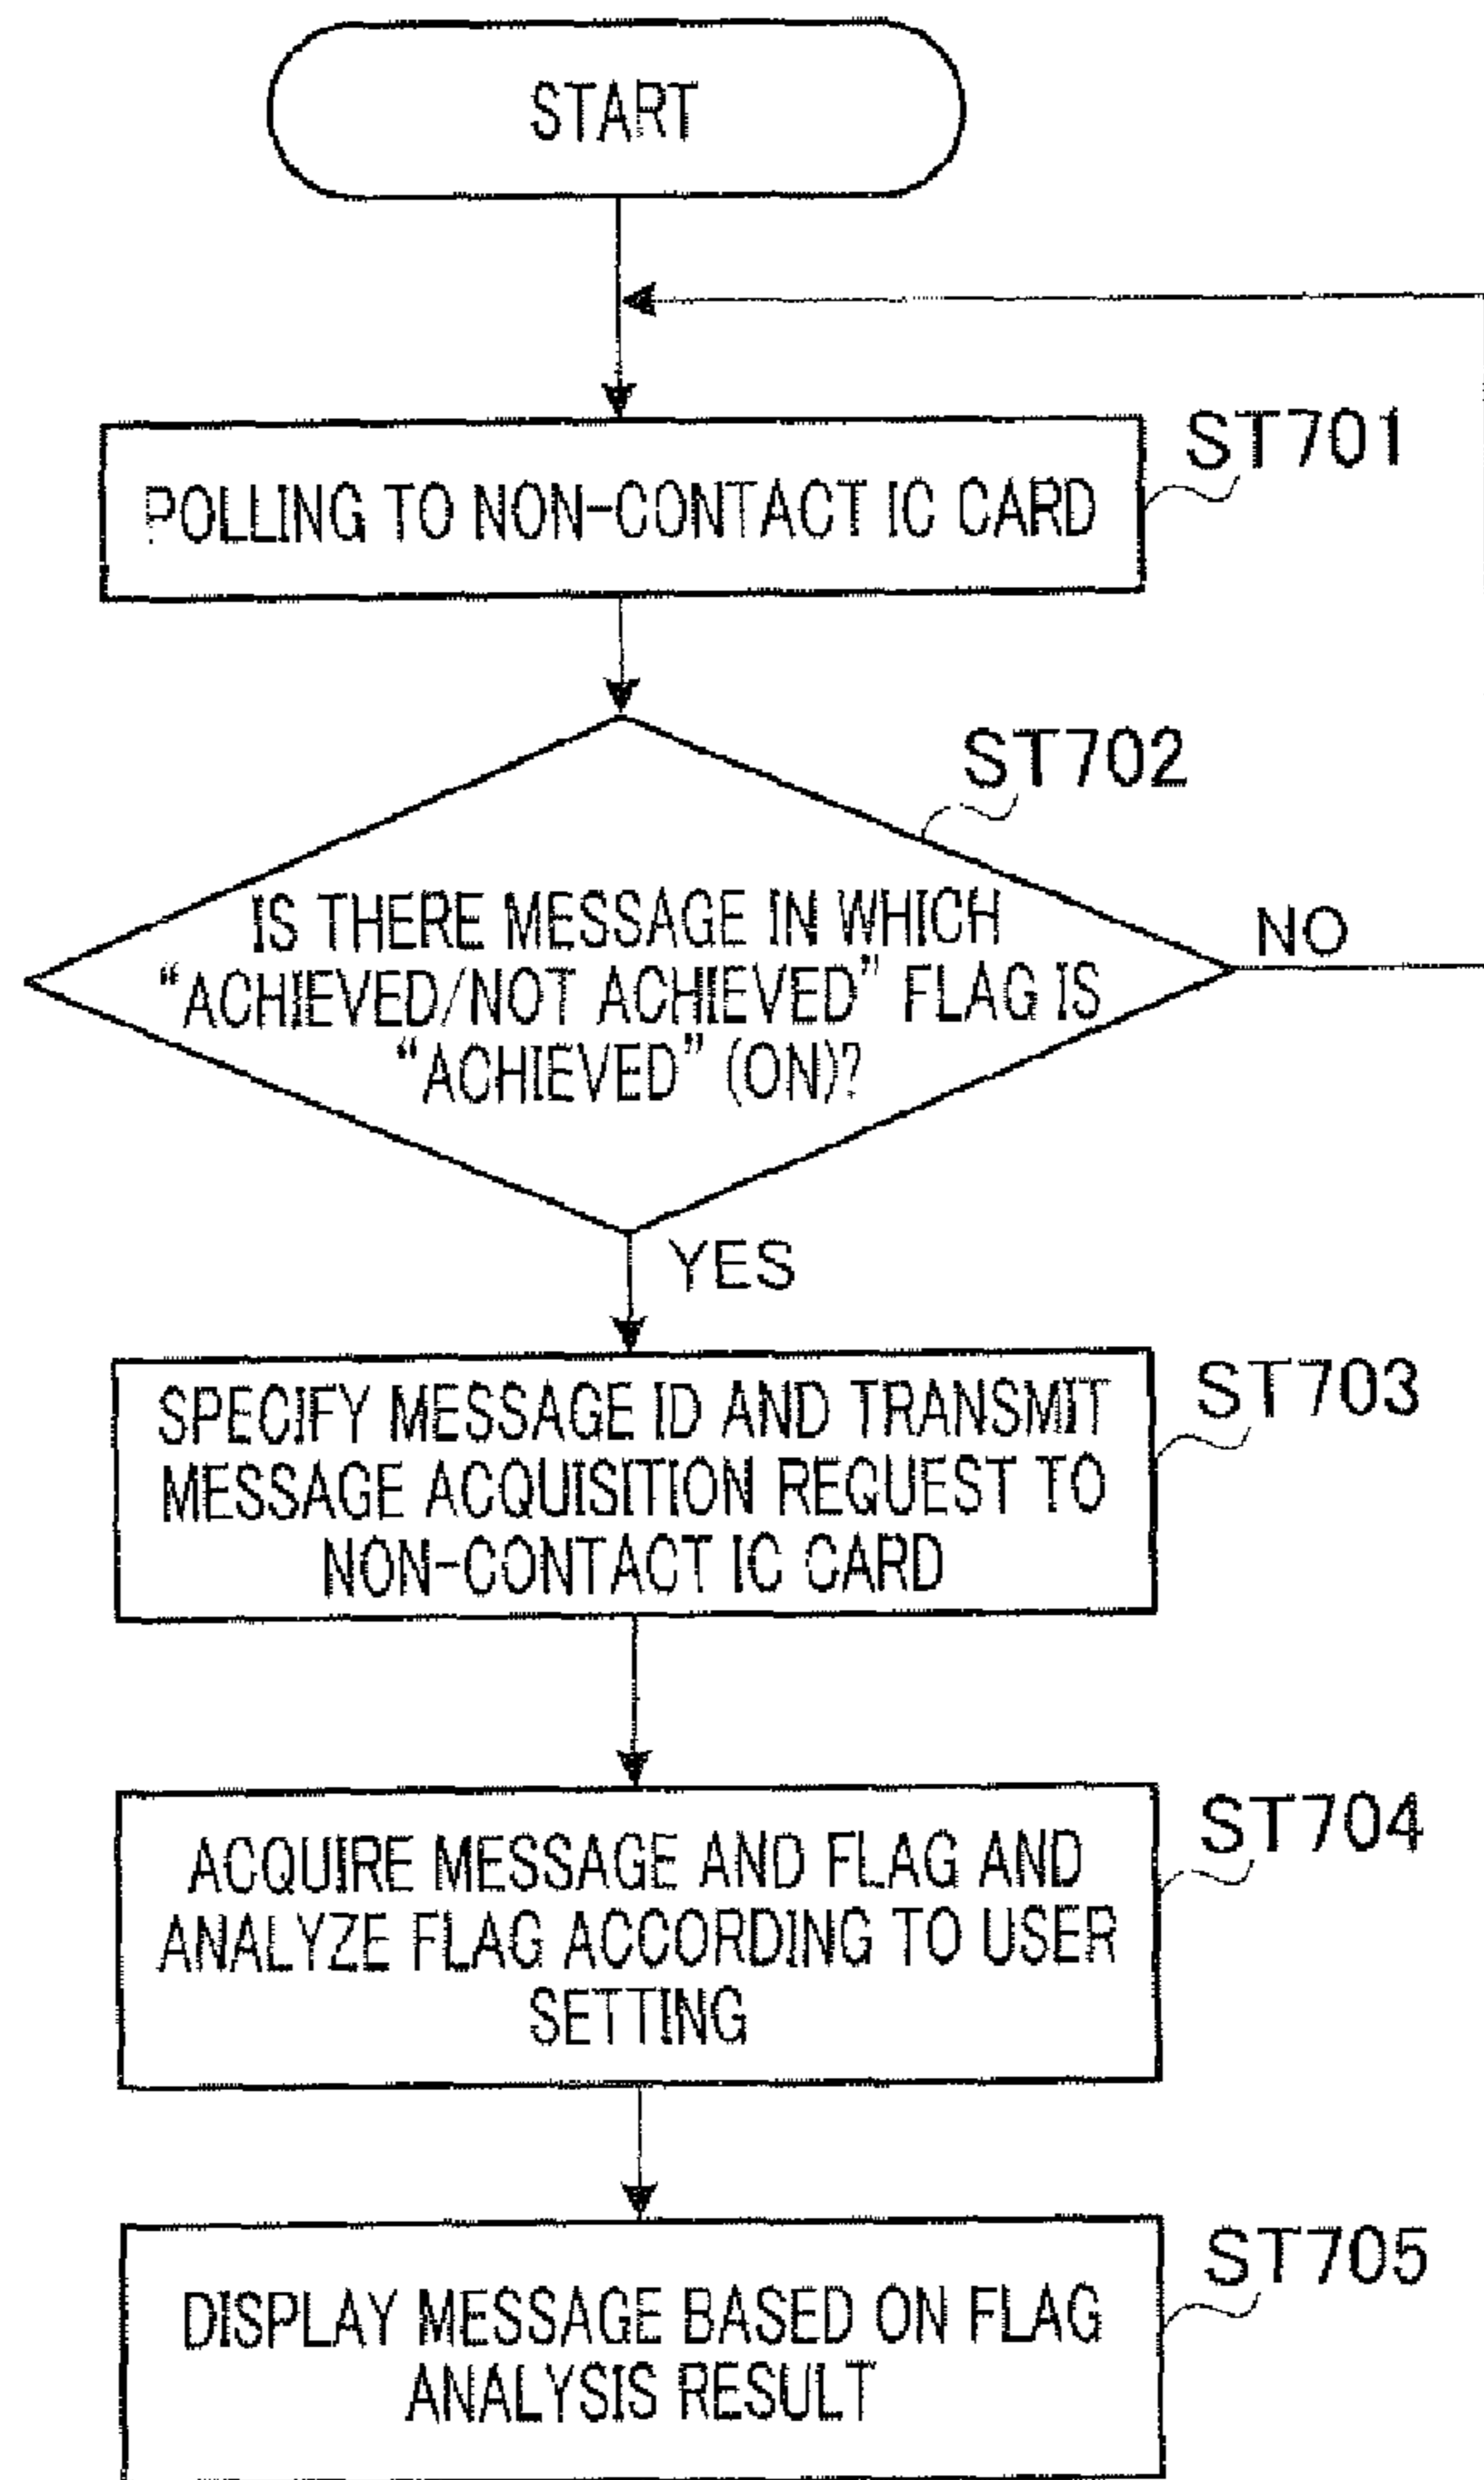 START
ST701
POLLING TO NON-CONTACT IC CARD
ST702
IS THERE MESSAGE IN WHICH
“ACHIEVED/NOT ACHIEVED” FLAG IS
“ACHIEVED” (ON)?
NO
YES
ST703
SPECIFY MESSAGE ID AND TRANSMIT
MESSAGE ACQUISITION REQUEST TO
NON-CONTACT IC CARD
ST704
ACQUIRE MESSAGE AND FLAG AND
ANALYZE FLAG ACCORDING TO USER
SETTING
ST705
DISPLAY MESSAGE BASED ON FLAG
ANALYSIS RESULT